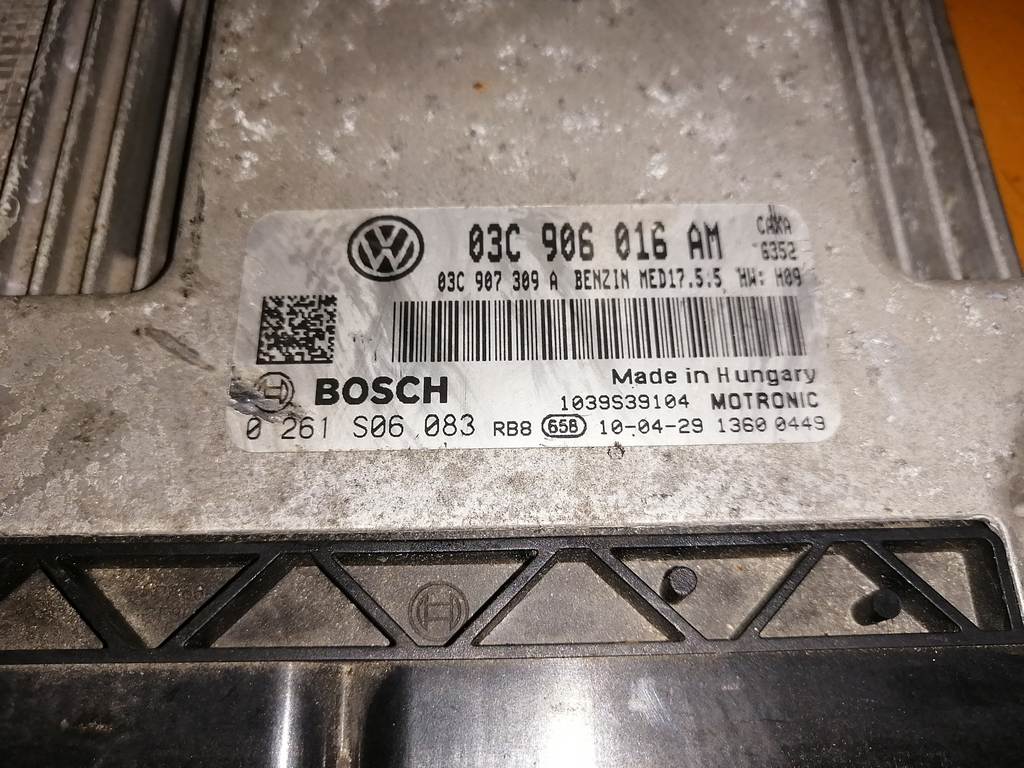 03C 906 016 AM CAXA
6352
03C 907 309 A BENZIN MED17.5.5 HW: H09
BOSCH Made in Hungary
1039S39104 MOTRONIC
0 261 S06 083 RB8 658 10-04-29 1360 0449